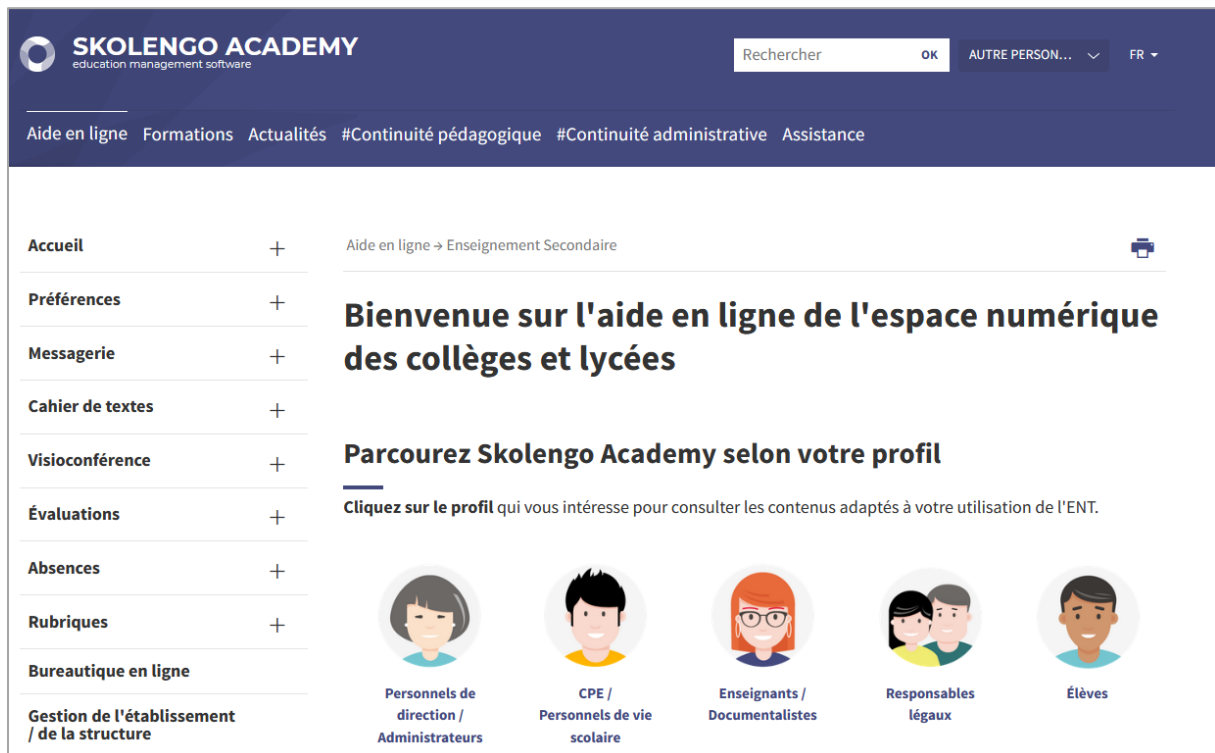 SKOLENGO ACADEMY
education management software
Rechercher OK AUTRE PERSON... FR
Aide en ligne Formations Actualités #Continuité pédagogique #Continuité administrative Assistance
Accueil
Préférences
Messagerie
Cahier de textes
Visioconférence
Évaluations
Absences
Rubriques
Bureautique en ligne
Gestion de l'établissement
/ de la structure
Aide en ligne → Enseignement Secondaire
Bienvenue sur l'aide en ligne de l'espace numérique
des collèges et lycées
Parcourez Skolengo Academy selon votre profil
Cliquez sur le profil qui vous intéresse pour consulter les contenus adaptés à votre utilisation de l'ENT.
Personnels de
direction /
Administrateurs
CPE /
Personnels de vie
scolaire
Enseignants /
Documentalistes
Responsables
légaux
Élèves